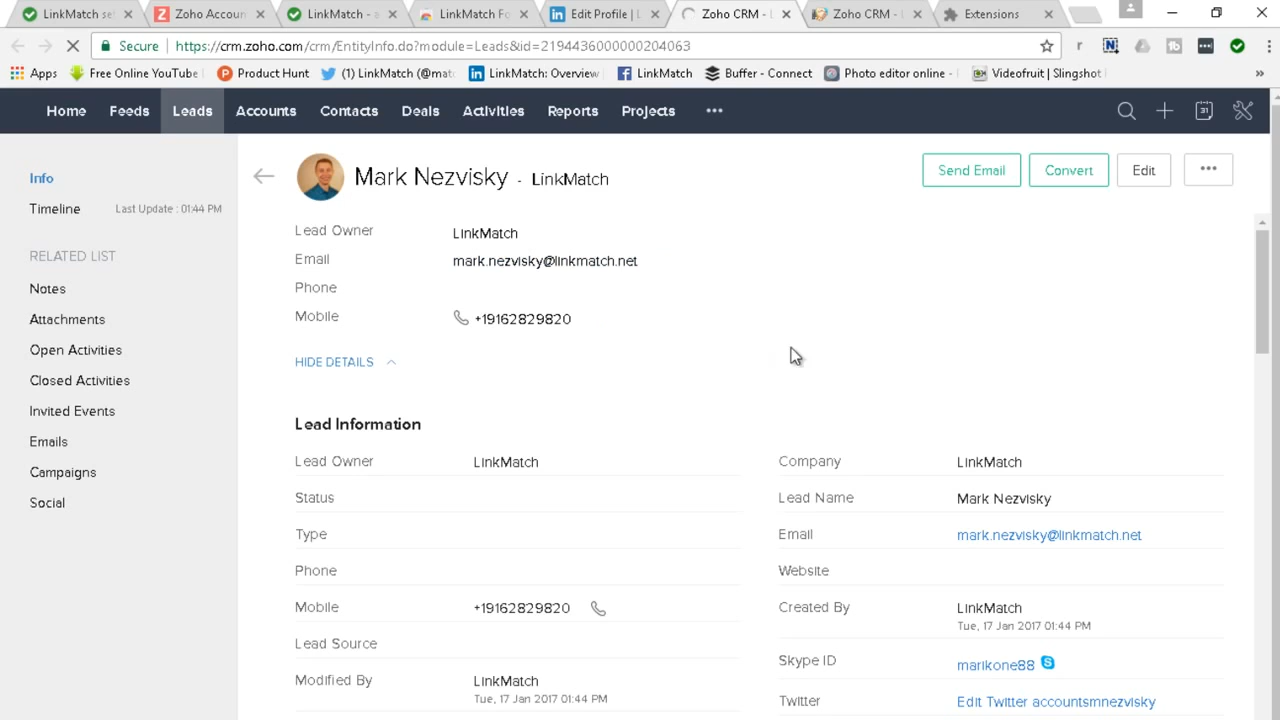 LinkMatch se
Zoho Accoun
LinkMatch - a
LinkMatch Fo
Edit Profile | L
Zoho CRM - L
Zoho CRM - L
Extensions
Secure https://crm.zoho.com/crm/EntityInfo.do?module=Leads&id=2194436000000204063
Apps Free Online YouTube Product Hunt (1) LinkMatch (@mat LinkMatch: Overview LinkMatch Buffer - Connect Photo editor online - Videofruit | Slingshot
Home Feeds Leads Accounts Contacts Deals Activities Reports Projects
Info
Timeline Last Update : 01:44 PM
RELATED LIST
Notes
Attachments
Open Activities
Closed Activities
Invited Events
Emails
Campaigns
Social
Mark Nezvisky - LinkMatch
Send Email Convert Edit
Lead Owner LinkMatch
Email mark.nezvisky@linkmatch.net
Phone
Mobile +19162829820
HIDE DETAILS
Lead Information
Lead Owner LinkMatch Company LinkMatch
Status Lead Name Mark Nezvisky
Type Email mark.nezvisky@linkmatch.net
Phone Website
Mobile +19162829820 Created By LinkMatch
Tue, 17 Jan 2017 01:44 PM
Lead Source Skype ID marikone88
Modified By LinkMatch
Tue, 17 Jan 2017 01:44 PM
Twitter Edit Twitter accountsmnezvisky